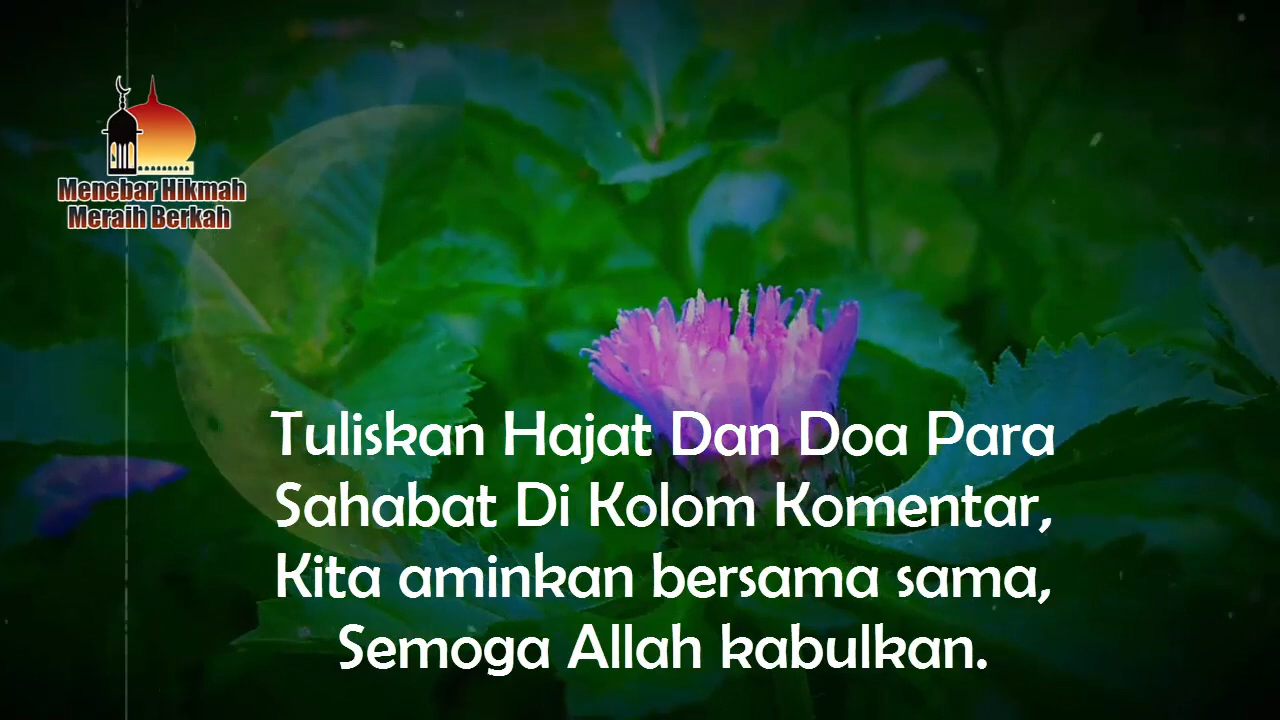 Menebar Hikmah
Meraih Berkah
Tuliskan Hajat Dan Doa Para
Sahabat Di Kolom Komentar,
Kita aminkan bersama sama,
Semoga Allah kabulkan.